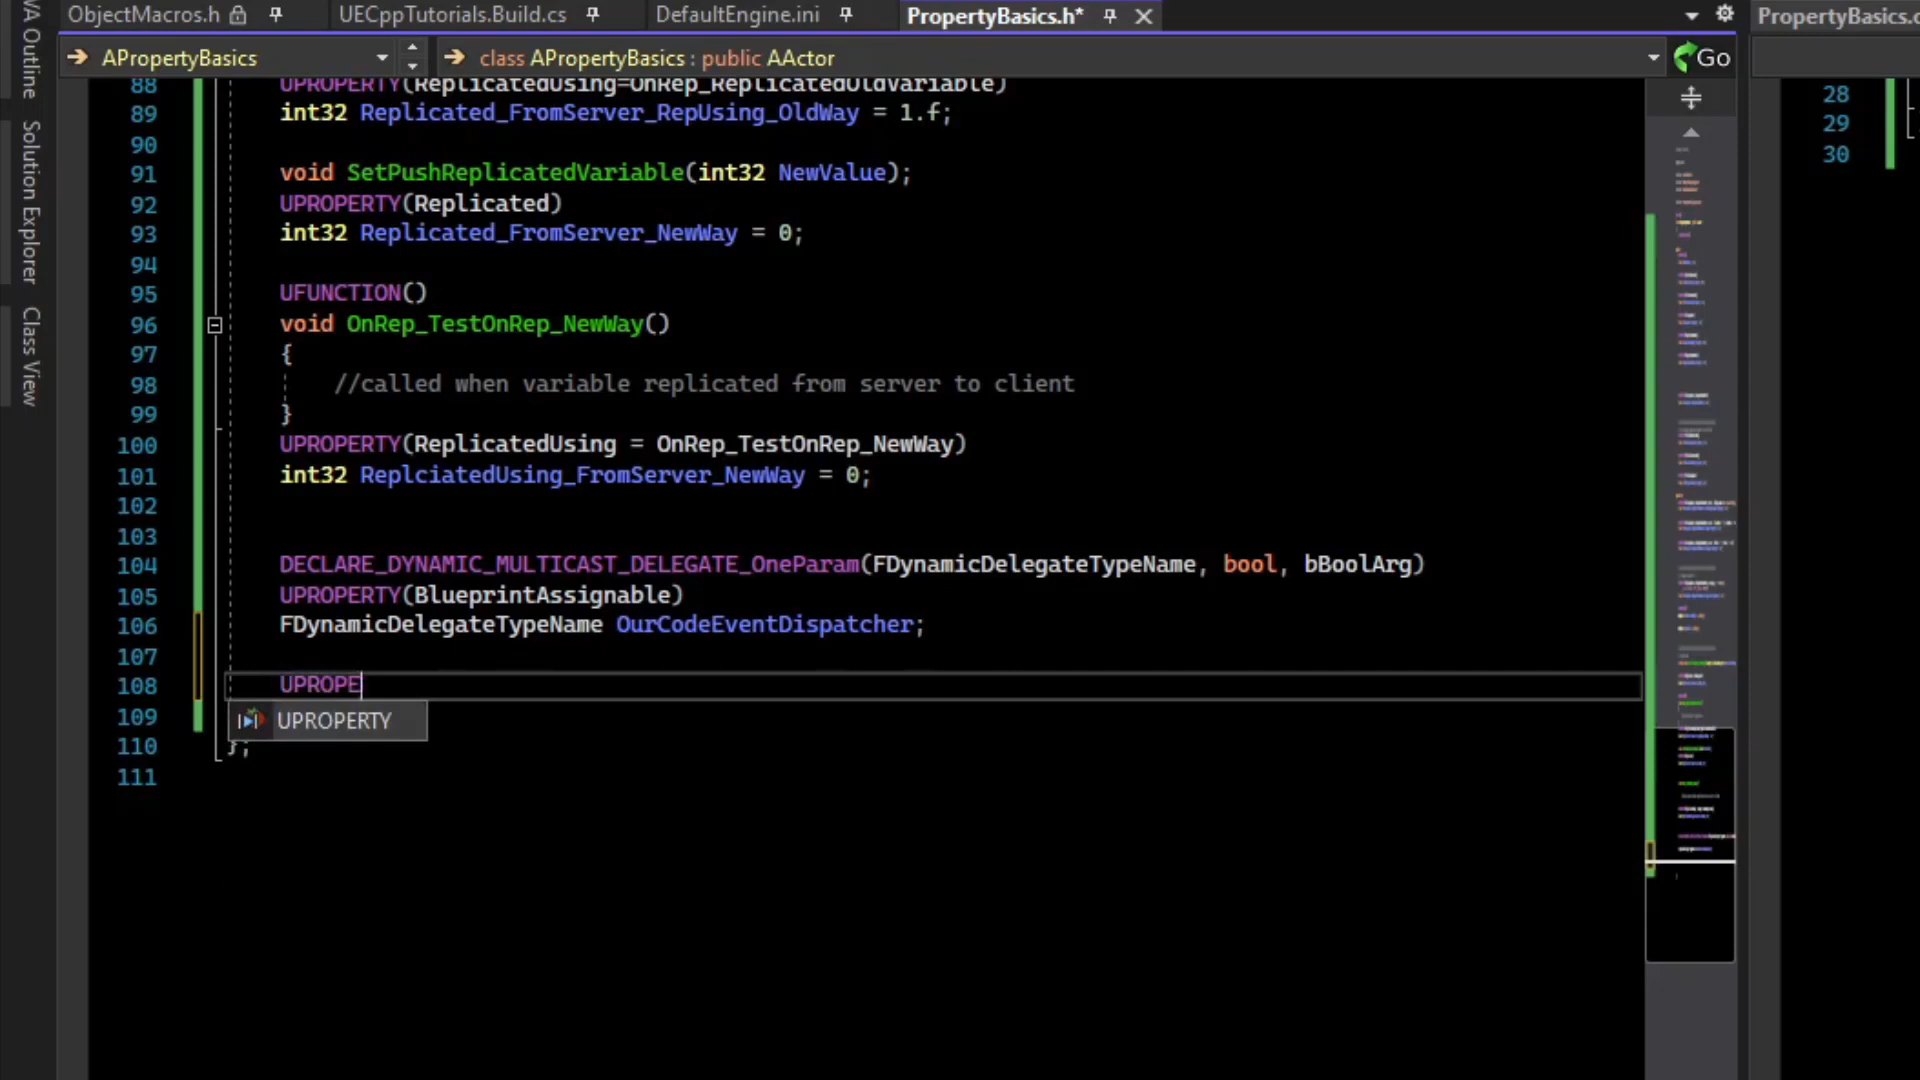 ObjectMacros.h UECppTutorials.Build.cs DefaultEngine.ini PropertyBasics.h* PropertyBasics.c
APropertyBasics class APropertyBasics : public AActor Go
VA Outline
Solution Explorer
Class View
88 UPROPERTY(ReplicatedUsing=OnRep_ReplicatedOldVariable)
89 int32 Replicated_FromServer_RepUsing_OldWay = 1.f;
90
91 void SetPushReplicatedVariable(int32 NewValue);
92 UPROPERTY(Replicated)
93 int32 Replicated_FromServer_NewWay = 0;
94
95 UFUNCTION()
96 void OnRep_TestOnRep_NewWay()
97 {
98 //called when variable replicated from server to client
99 }
100 UPROPERTY(ReplicatedUsing = OnRep_TestOnRep_NewWay)
101 int32 ReplciatedUsing_FromServer_NewWay = 0;
102
103
104 DECLARE_DYNAMIC_MULTICAST_DELEGATE_OneParam(FDynamicDelegateTypeName, bool, bBoolArg)
105 UPROPERTY(BlueprintAssignable)
106 FDynamicDelegateTypeName OurCodeEventDispatcher;
107
108 UPROPE
109 UPROPERTY
110 };
111
28
29
30